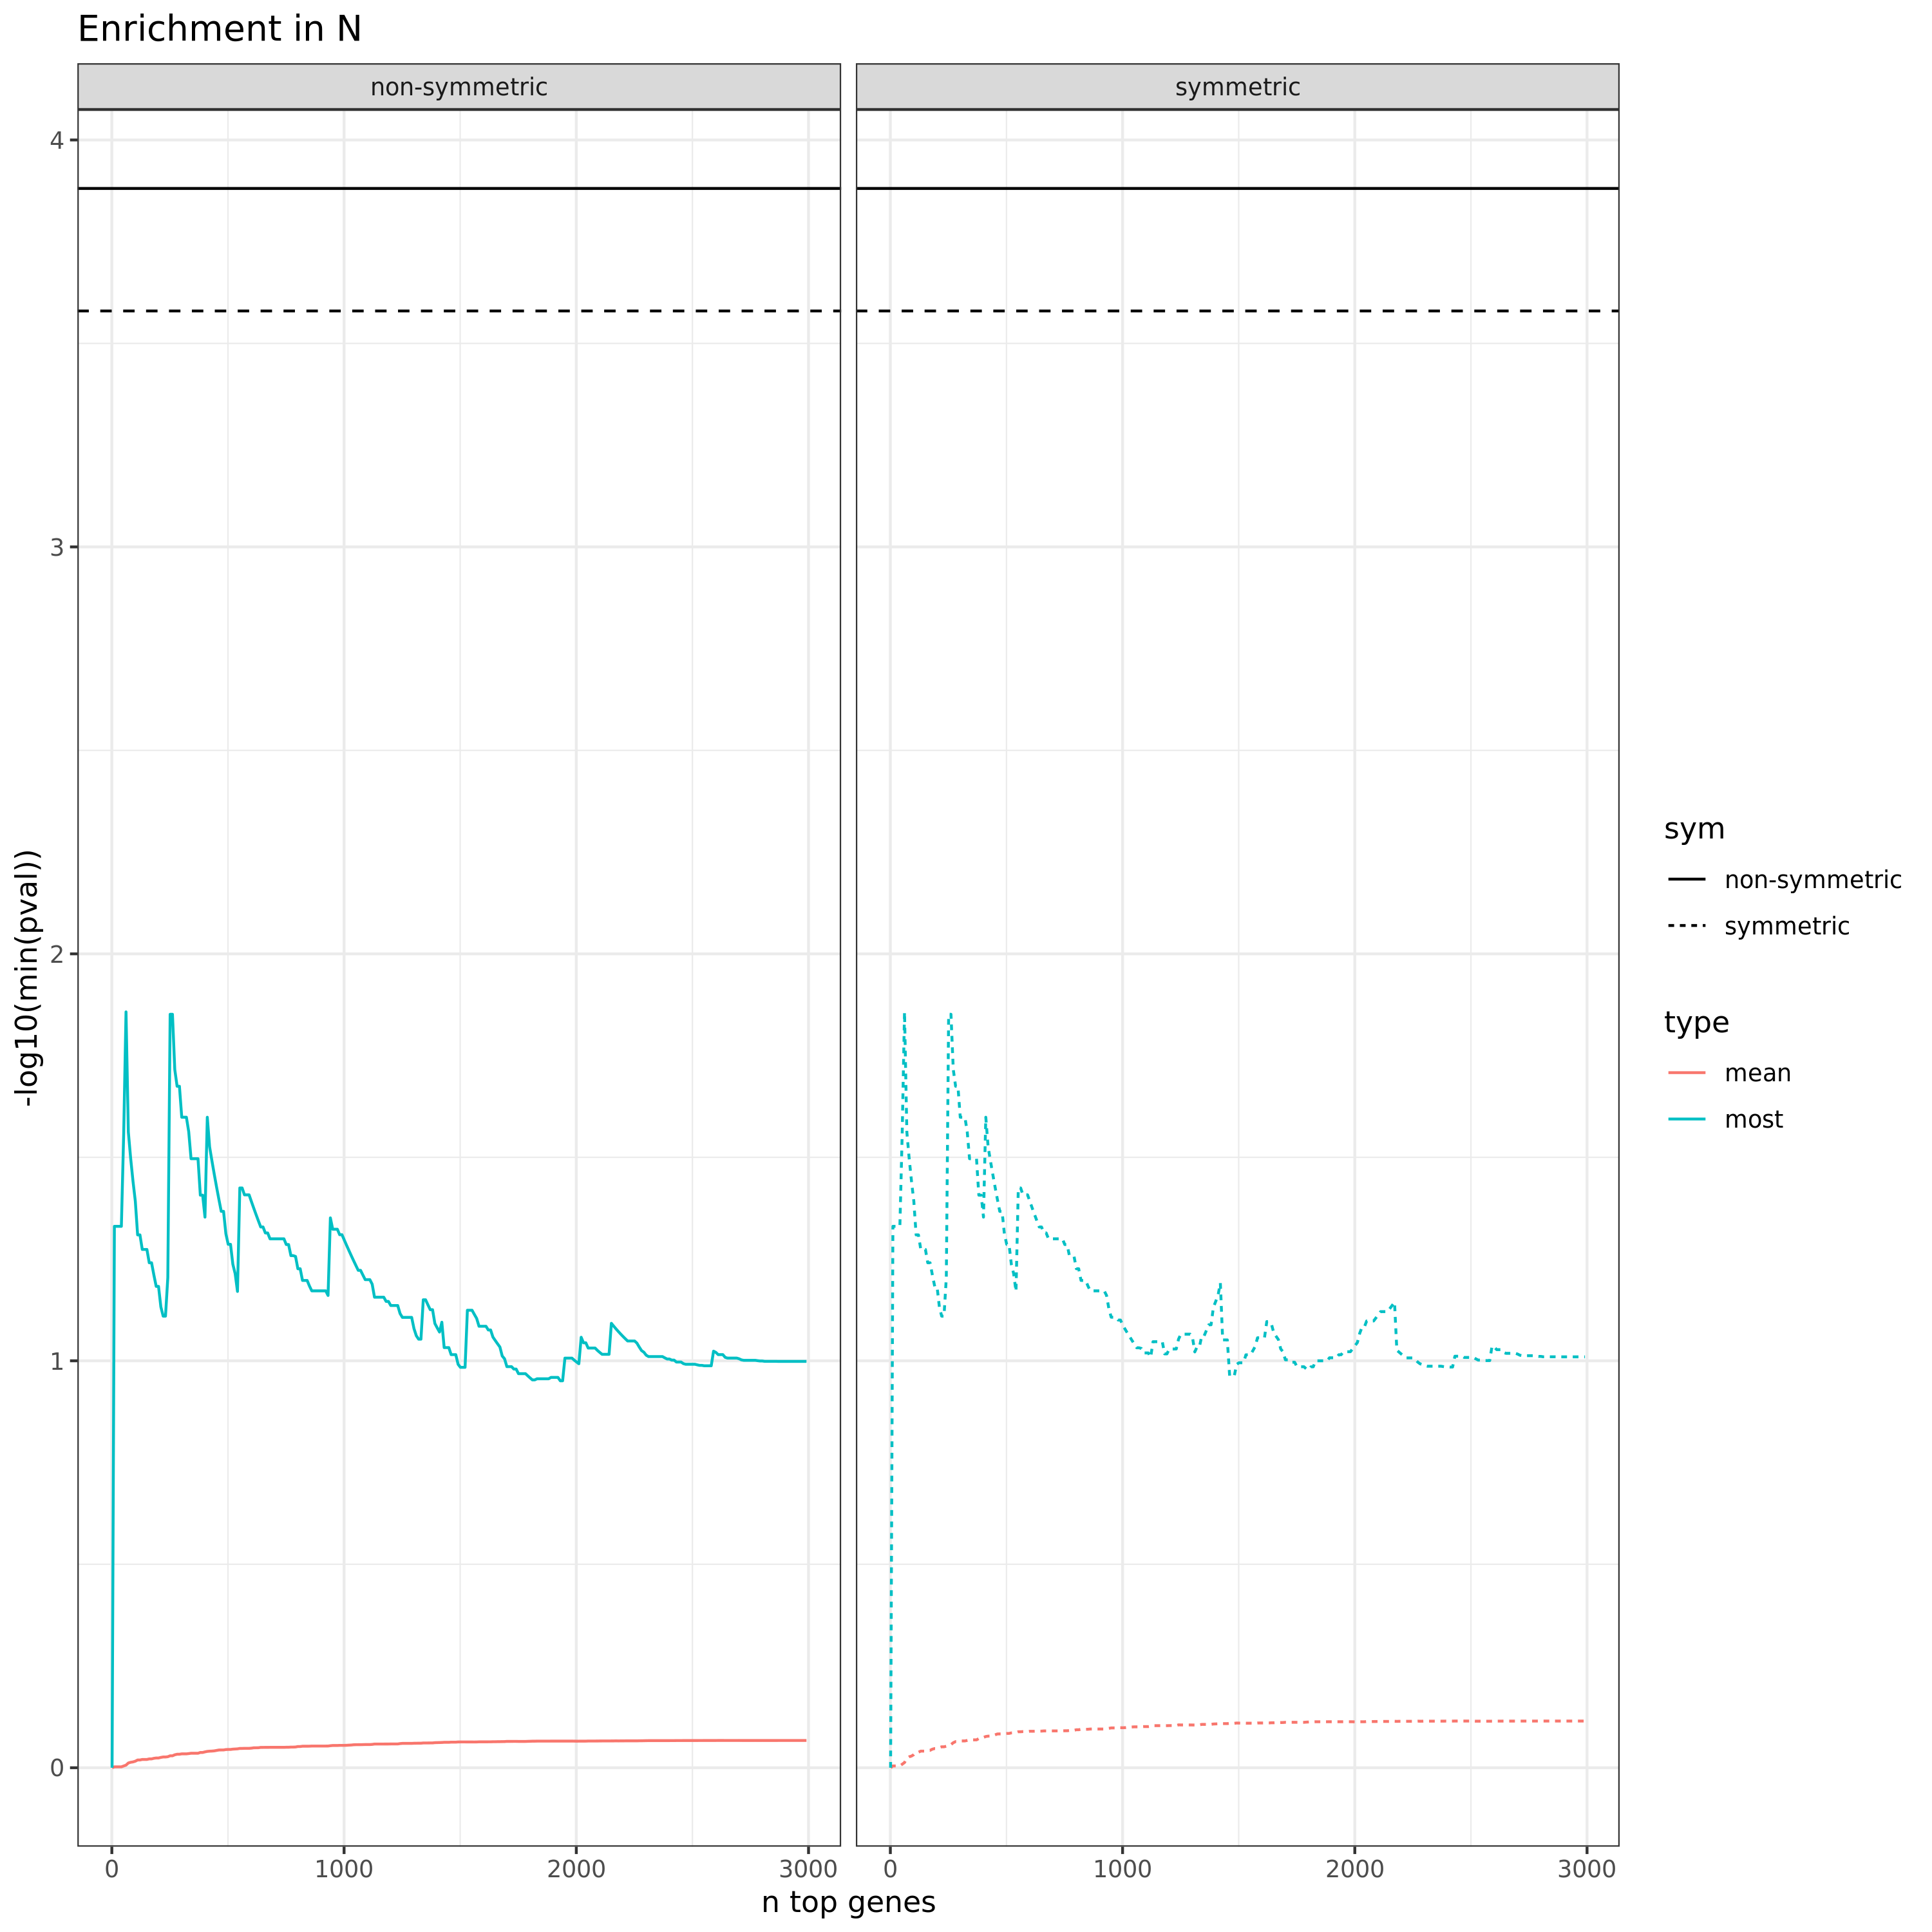 Enrichment in N
non-symmetric
symmetric
4
3
2
1
0
-log10(min(pval))
0
1000
2000
3000
0
1000
2000
3000
n top genes
sym
non-symmetric
symmetric
type
mean
most